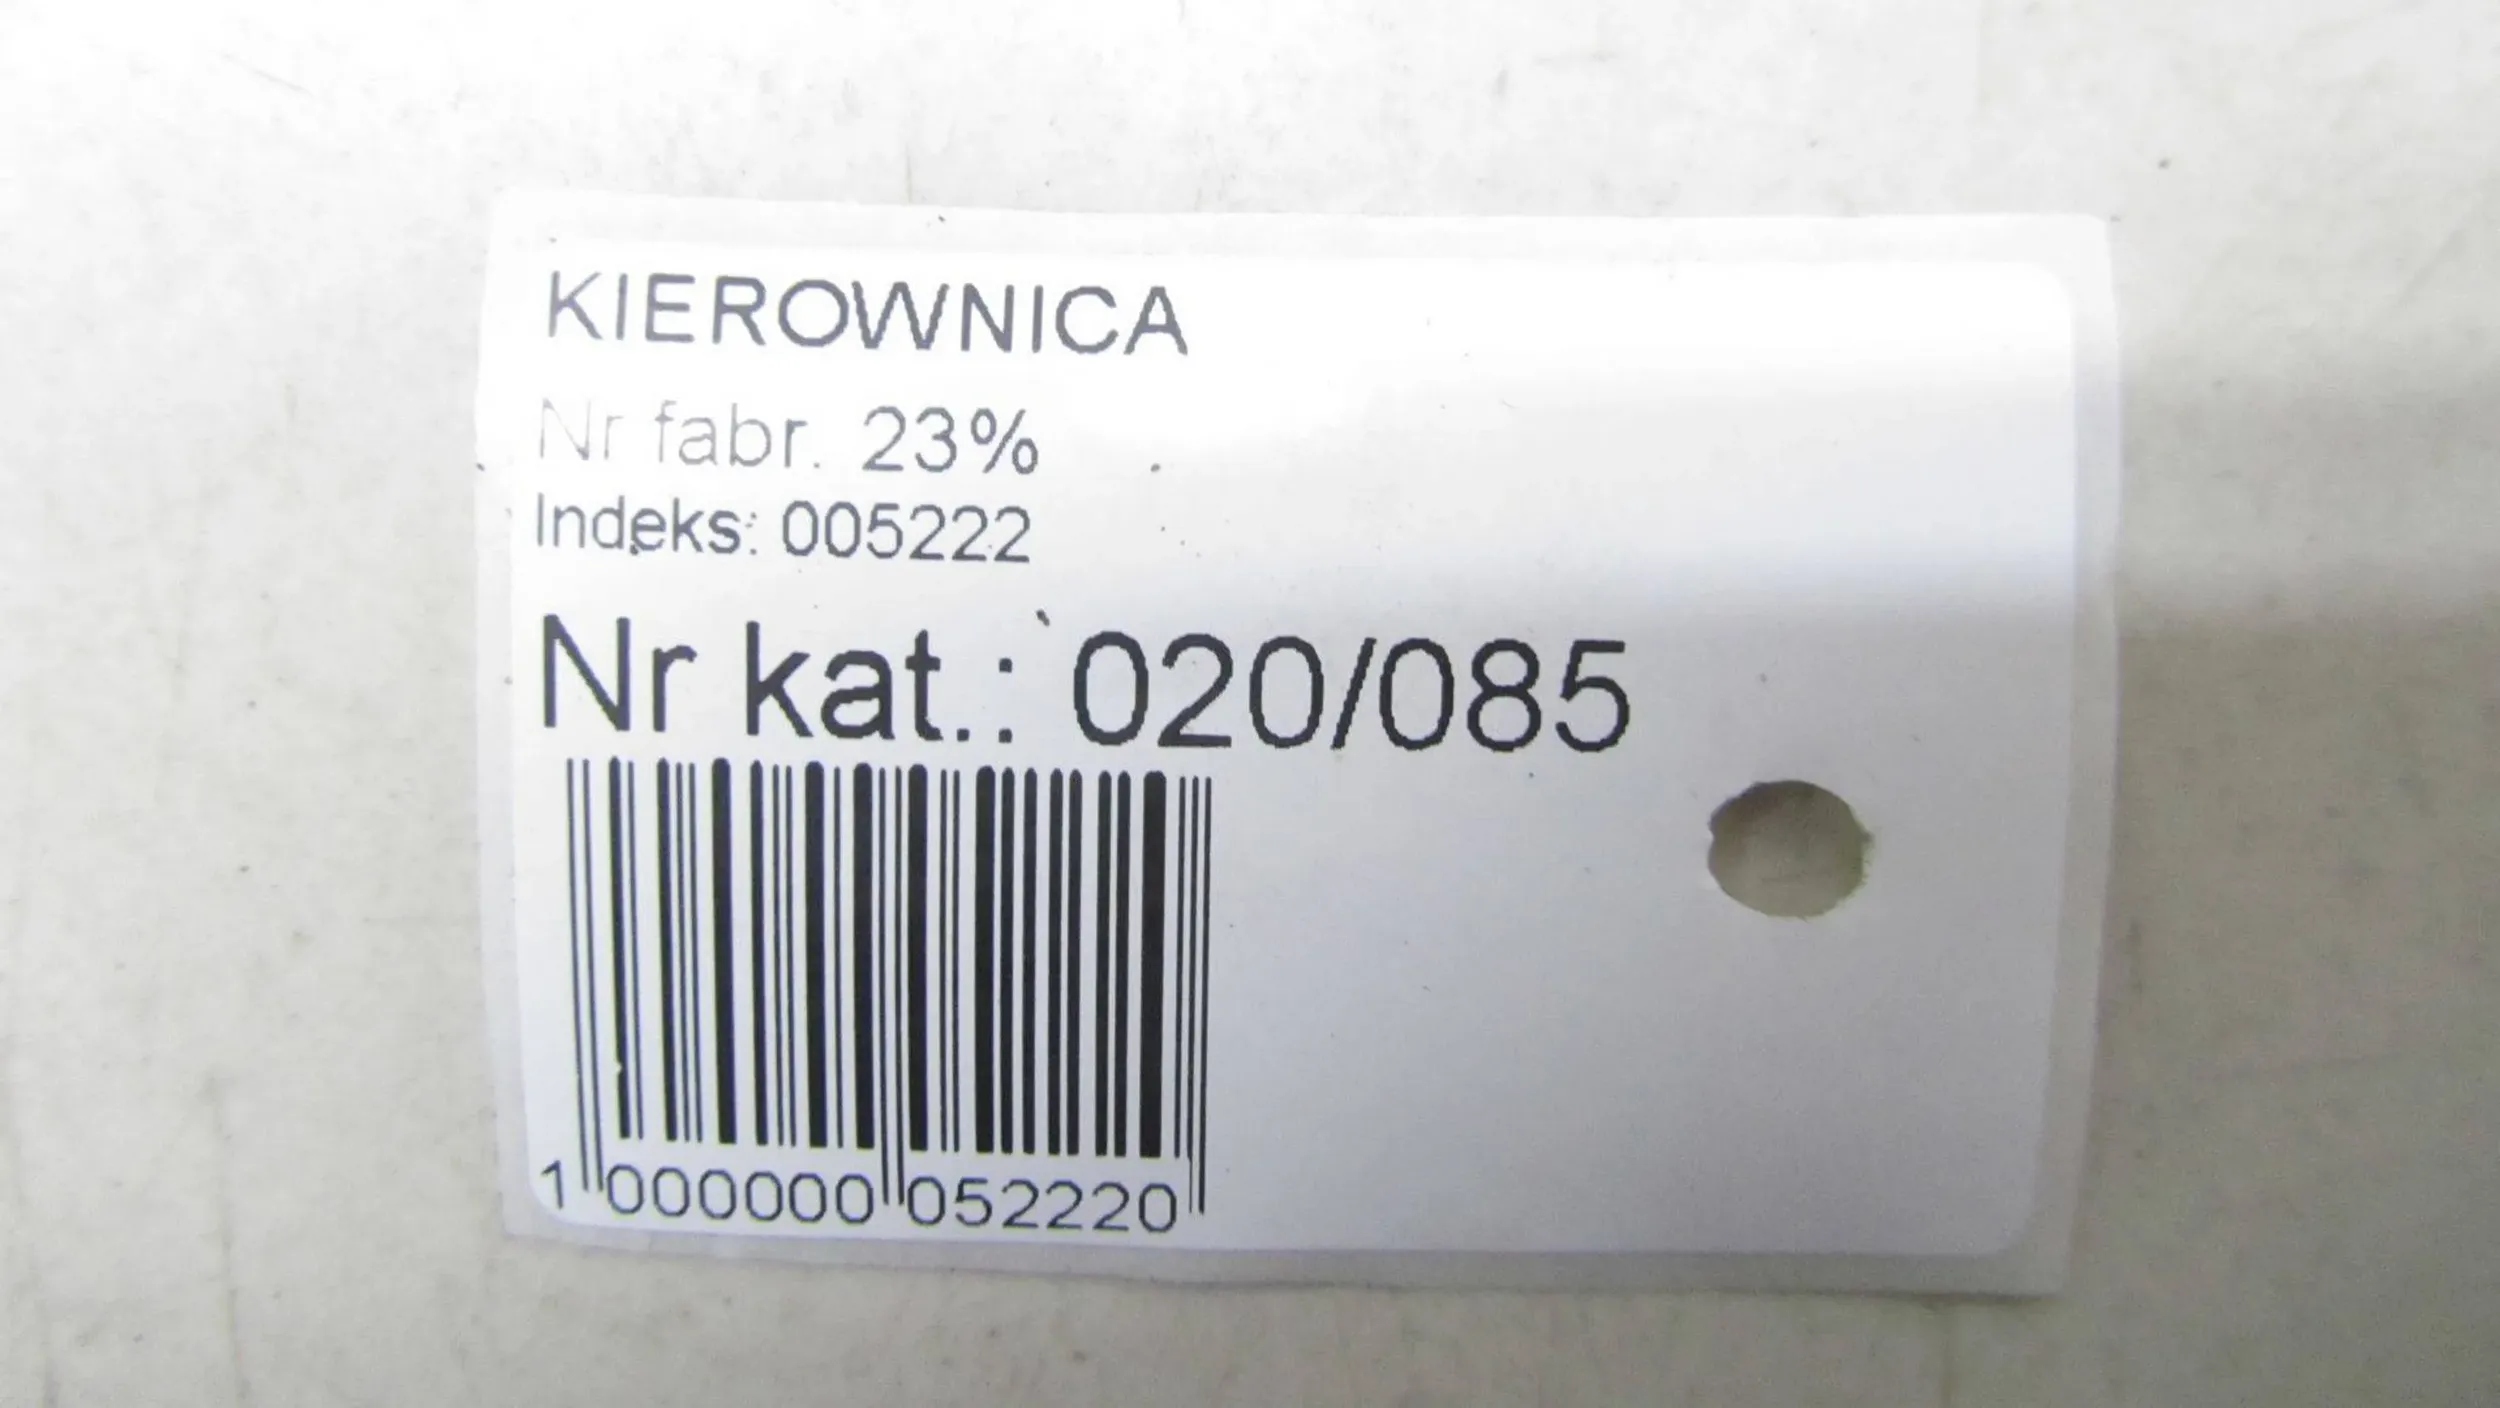 KIEROWNICA
Nr fabr. 23%
Indeks: 005222
Nr kat.: 020/085
1 000000 052220